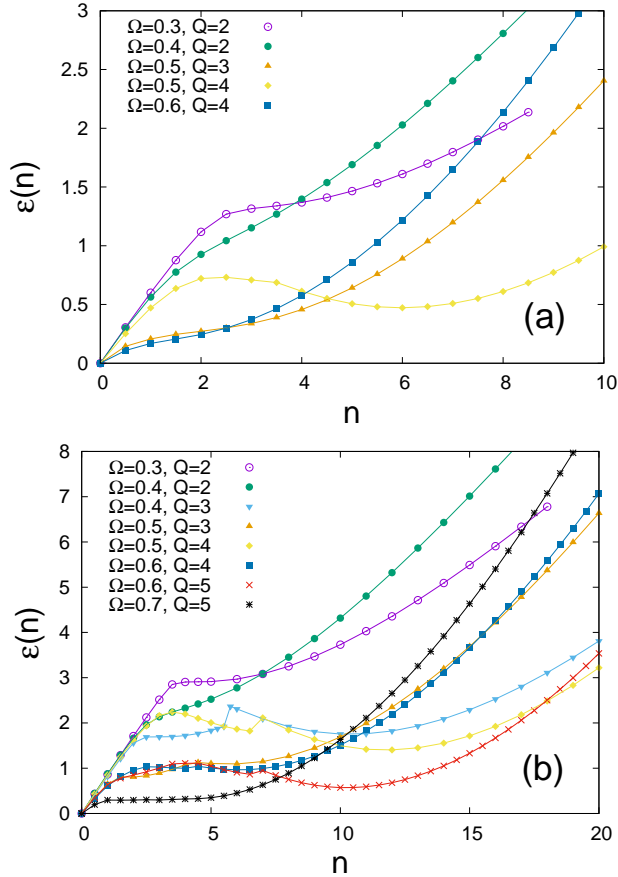 3
2.5
2
1.5
1
0.5
0
ε(n)
Ω=0.3, Q=2
Ω=0.4, Q=2
Ω=0.5, Q=3
Ω=0.5, Q=4
Ω=0.6, Q=4
(a)
0 2 4 6 8 10
n
8
7
6
5
4
3
2
1
0
ε(n)
Ω=0.3, Q=2
Ω=0.4, Q=2
Ω=0.4, Q=3
Ω=0.5, Q=3
Ω=0.5, Q=4
Ω=0.6, Q=4
Ω=0.6, Q=5
Ω=0.7, Q=5
(b)
0 5 10 15 20
n